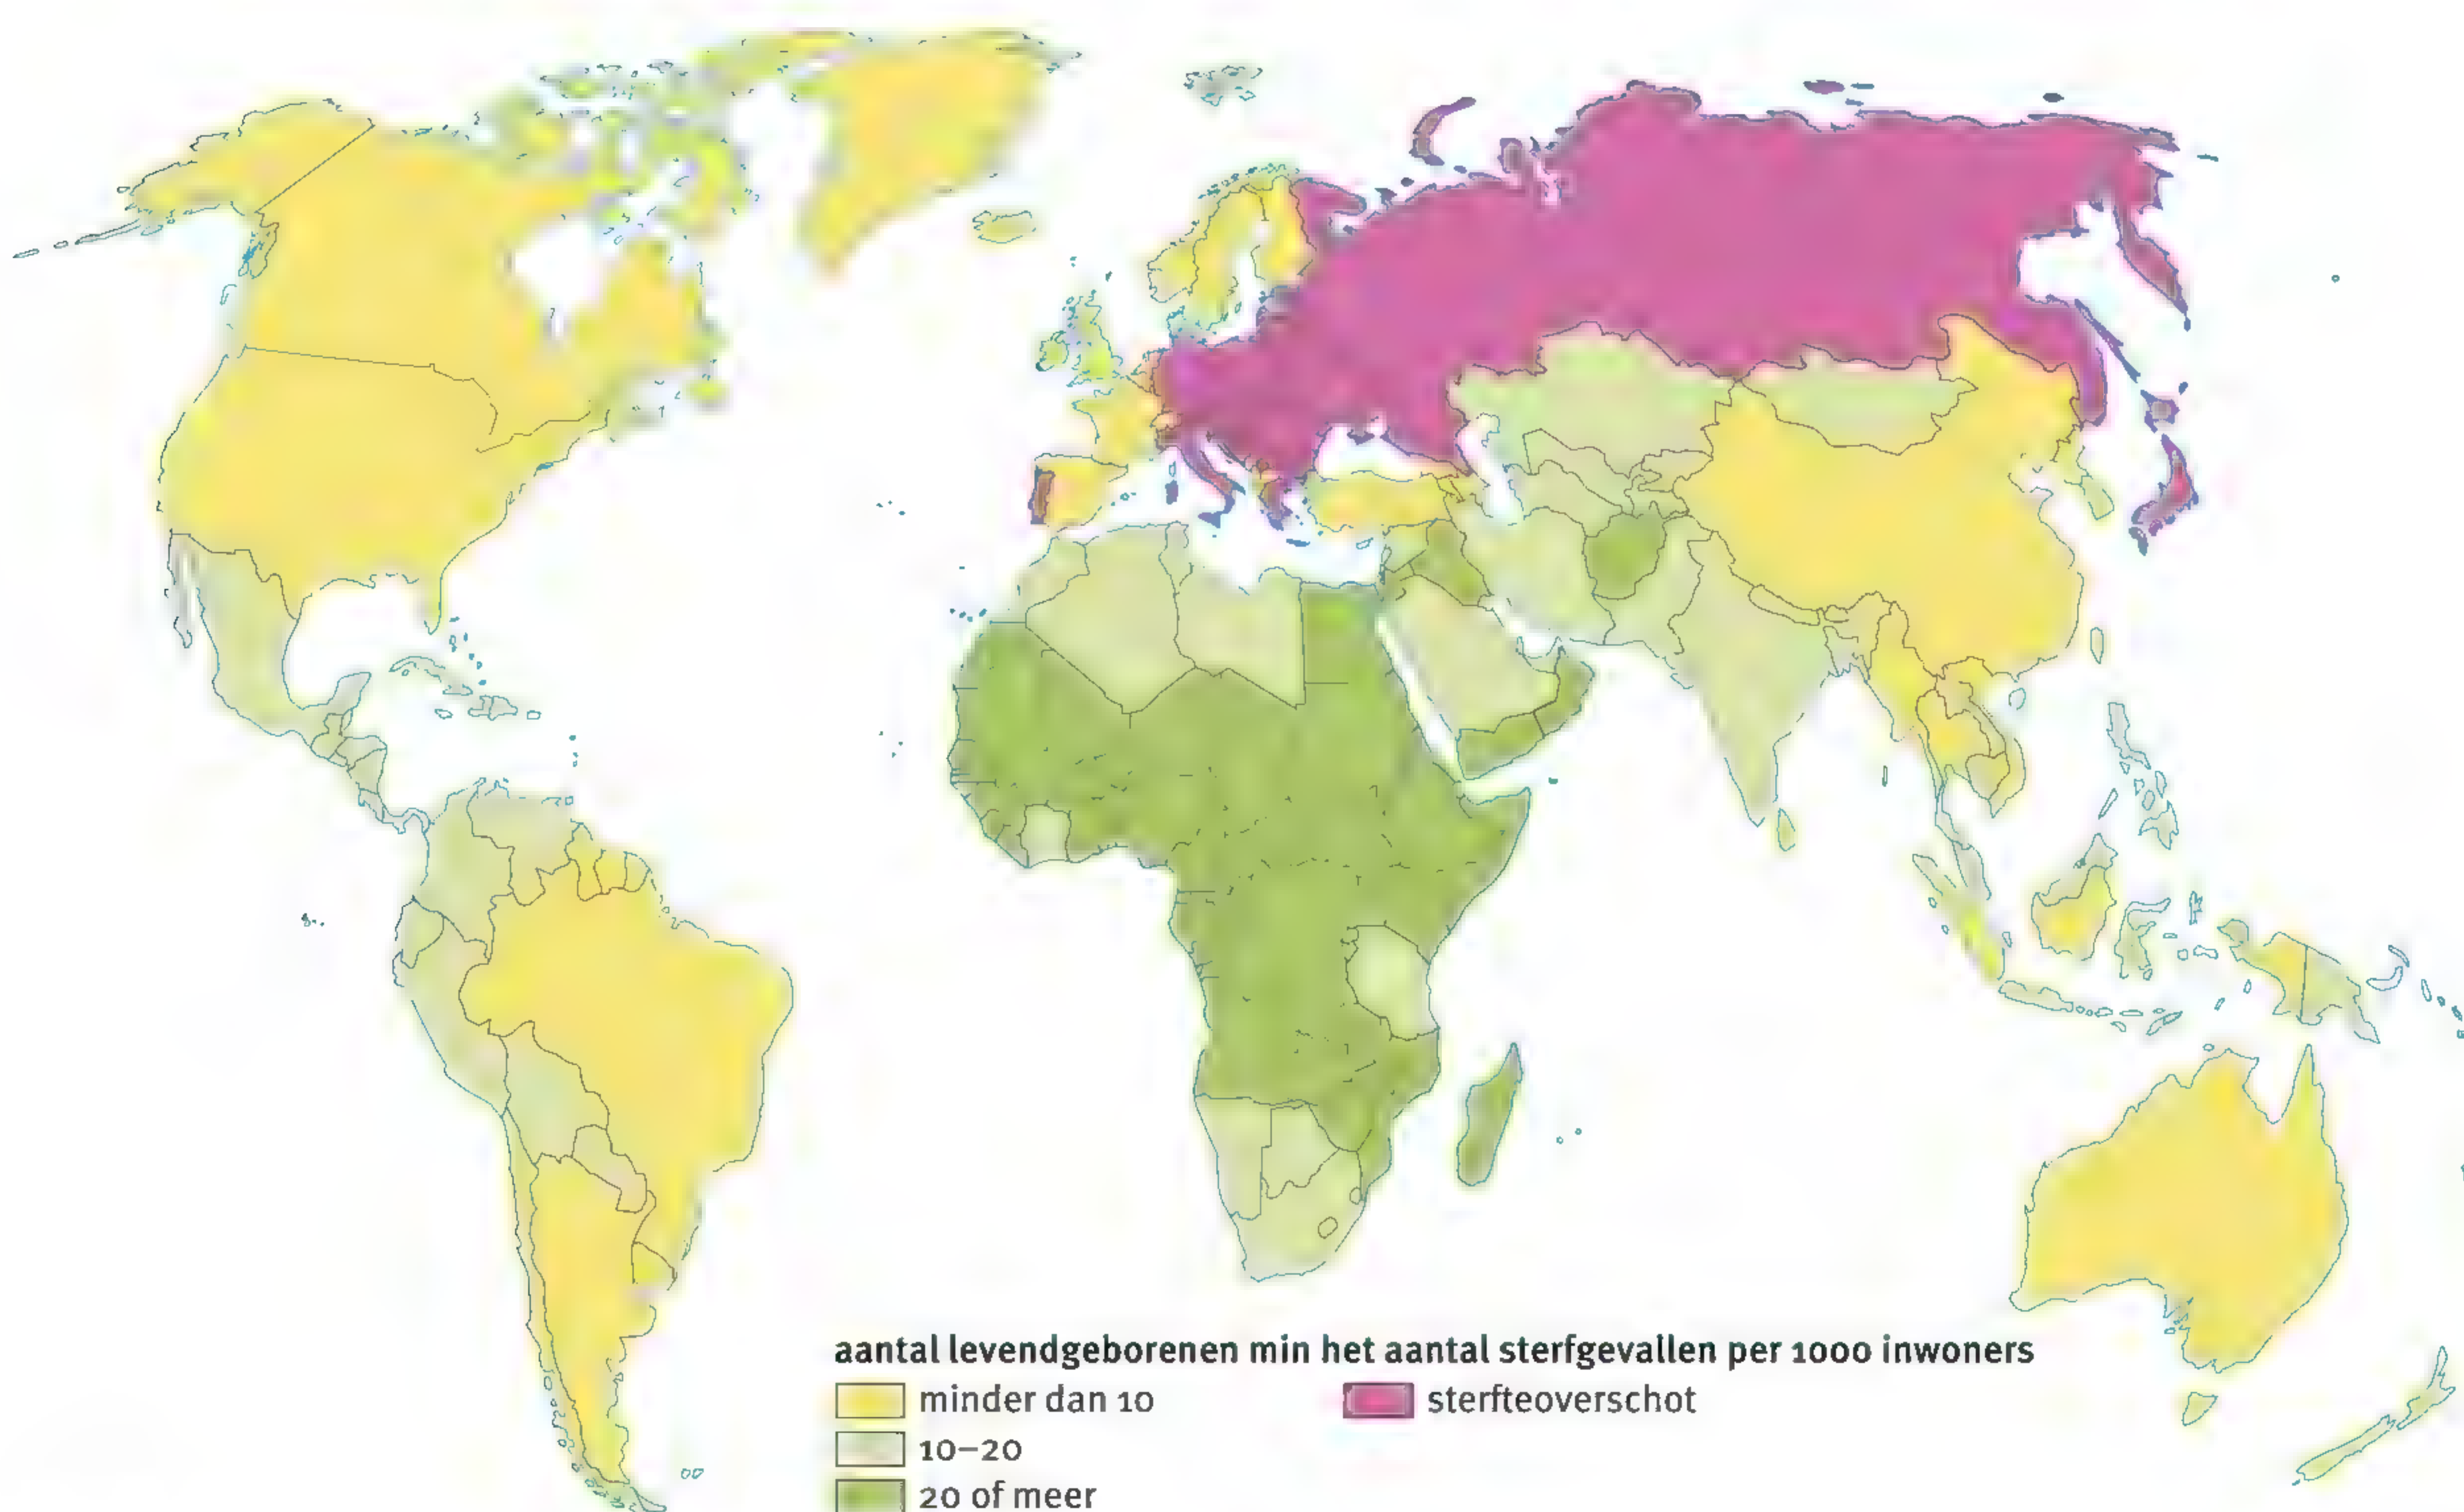 aantal levendgeborenen min het aantal sterfgevallen per 1000 inwoners
minder dan 10
sterfteoverschot
10–20
20 of meer